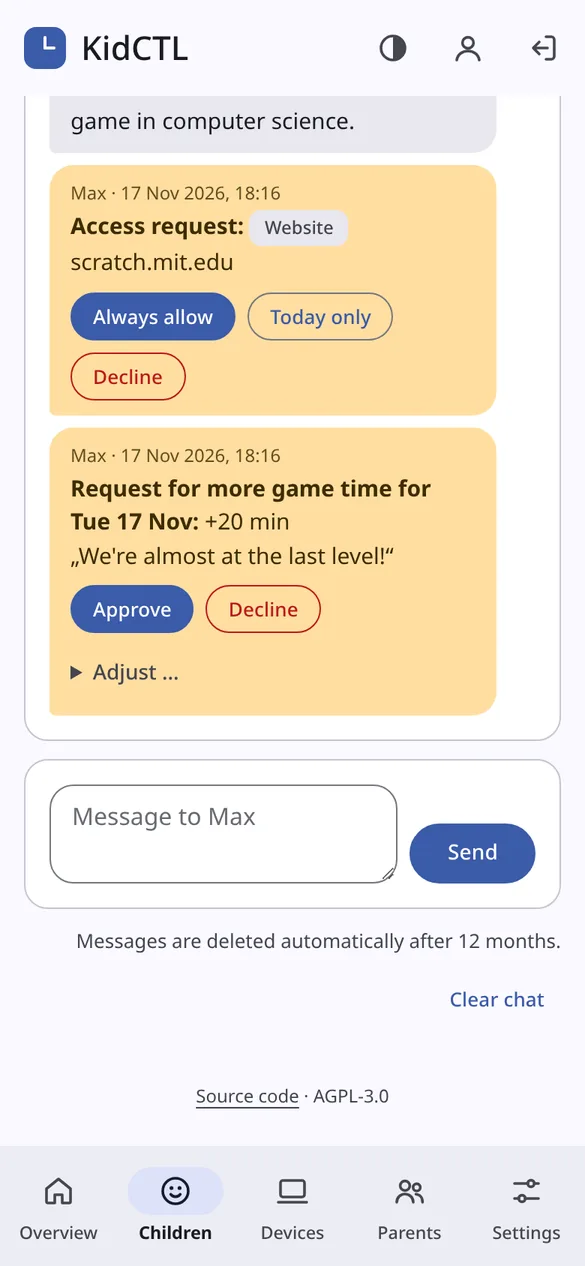 KidCTL
game in computer science.
Max · 17 Nov 2026, 18:16
Access request: Website
scratch.mit.edu
Always allow Today only
Decline
Max · 17 Nov 2026, 18:16
Request for more game time for
Tue 17 Nov: +20 min
„We're almost at the last level!“
Approve Decline
Adjust ...
Message to Max
Send
Messages are deleted automatically after 12 months.
Clear chat
Source code · AGPL-3.0
Overview Children Devices Parents Settings